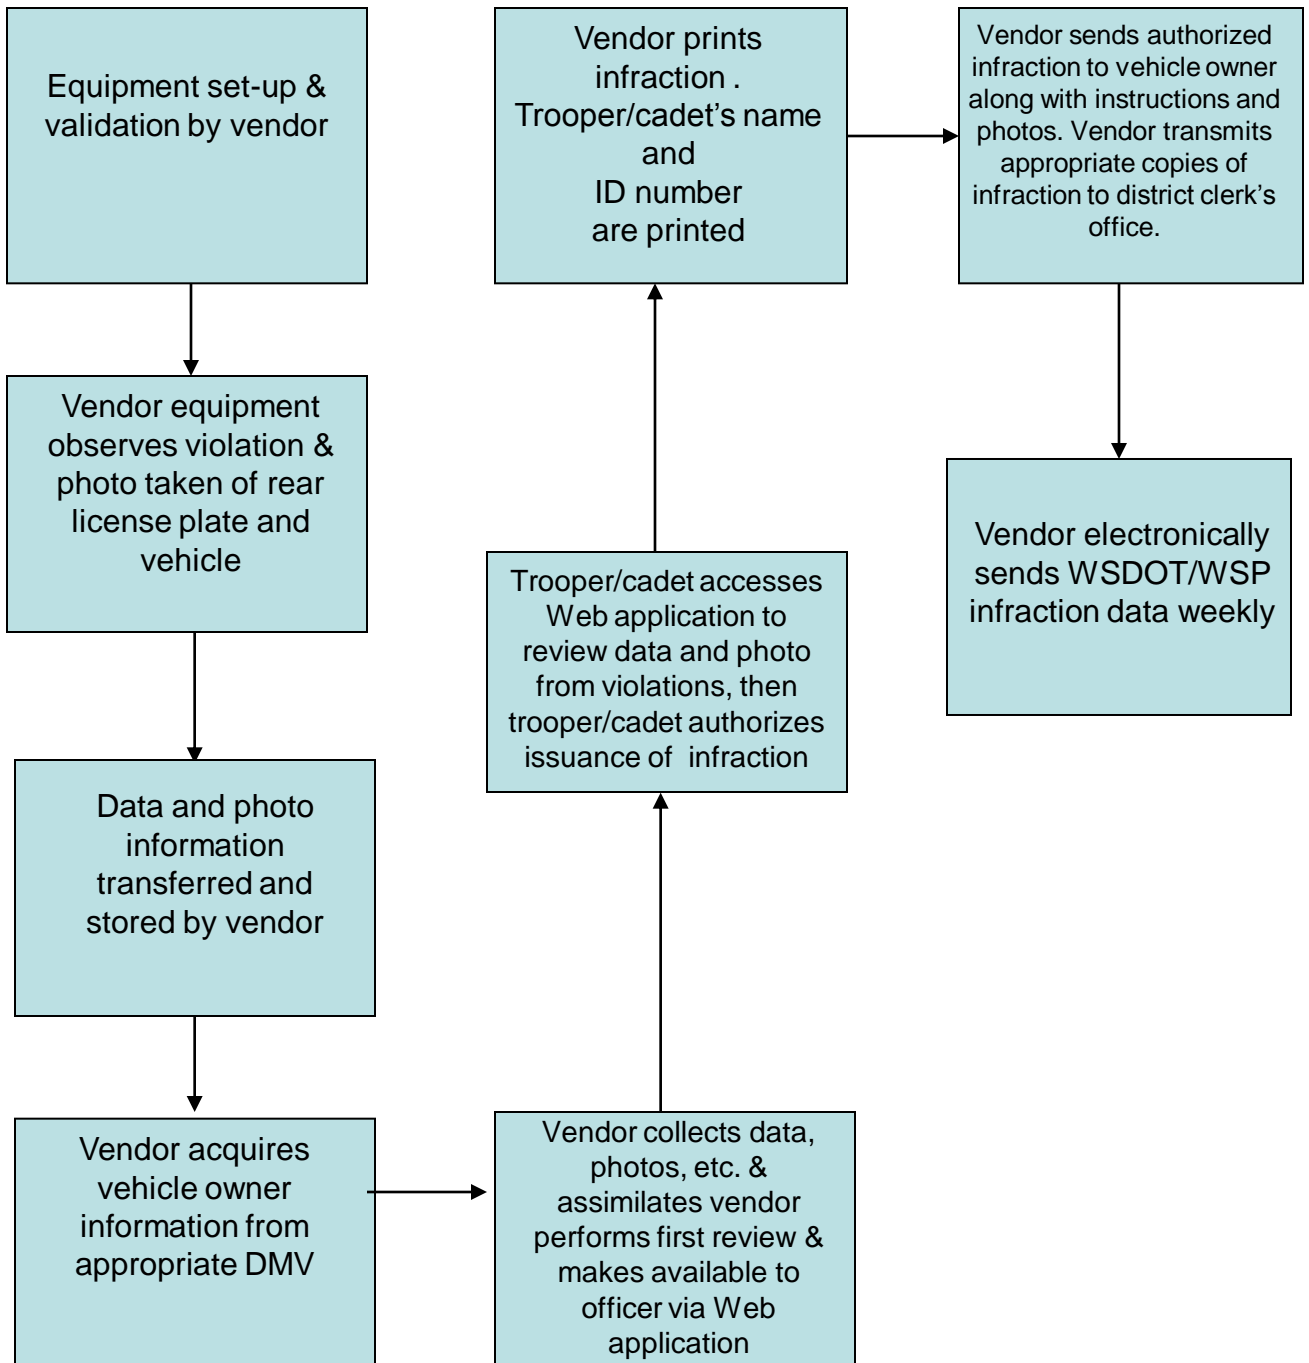 Equipment set-up &
validation by vendor
Vendor equipment
observes violation &
photo taken of rear
license plate and
vehicle
Data and photo
information
transferred and
stored by vendor
Vendor acquires
vehicle owner
information from
appropriate DMV
Vendor collects data,
photos, etc. &
assimilates vendor
performs first review &
makes available to
officer via Web
application
Trooper/cadet accesses
Web application to
review data and photo
from violations, then
trooper/cadet authorizes
issuance of infraction
Vendor prints
infraction .
Trooper/cadet's name
and
ID number
are printed
Vendor sends authorized
infraction to vehicle owner
along with instructions and
photos. Vendor transmits
appropriate copies of
infraction to district clerk's
office.
Vendor electronically
sends WSDOT/WSP
infraction data weekly